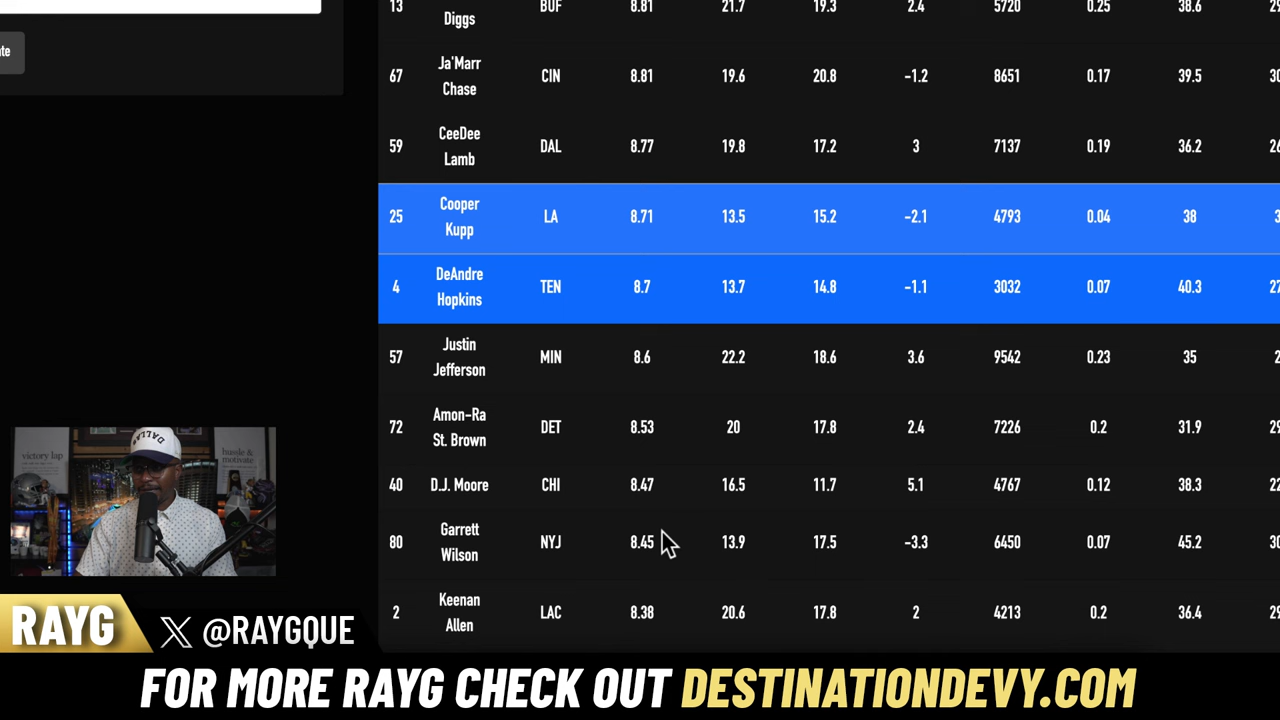 13 Diggs BUF 8.81 21.7 19.3 2.4 5720 0.25 38.6
67 Ja'Marr Chase CIN 8.81 19.6 20.8 -1.2 8651 0.17 39.5
59 CeeDee Lamb DAL 8.77 19.8 17.2 3 7137 0.19 36.2
25 Cooper Kupp LA 8.71 13.5 15.2 -2.1 4793 0.04 38
4 DeAndre Hopkins TEN 8.7 13.7 14.8 -1.1 3032 0.07 40.3
57 Justin Jefferson MIN 8.6 22.2 18.6 3.6 9542 0.23 35
72 Amon-Ra St. Brown DET 8.53 20 17.8 2.4 7226 0.2 31.9
40 D.J. Moore CHI 8.47 16.5 11.7 5.1 4767 0.12 38.3
80 Garrett Wilson NYJ 8.45 13.9 17.5 -3.3 6450 0.07 45.2
2 Keenan Allen LAC 8.38 20.6 17.8 2 4213 0.2 36.4
victory lap
hustle & motivate
DALLA
RAYG X @RAYGQUE
FOR MORE RAYG CHECK OUT DESTINATIONDEVY.COM